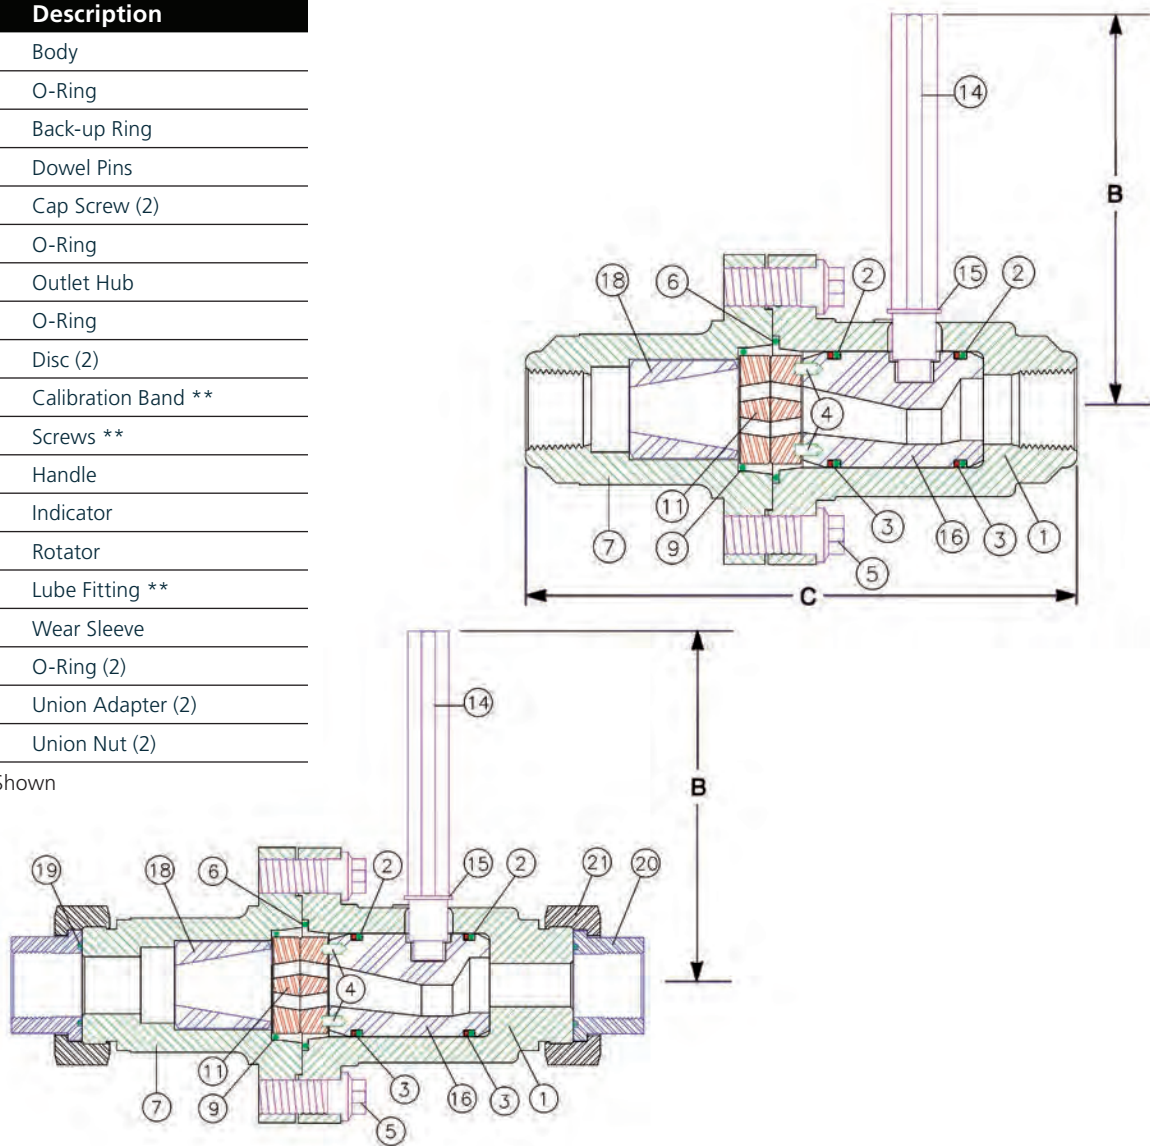 Description
Body
O-Ring
Back-up Ring
Dowel Pins
Cap Screw (2)
O-Ring
Outlet Hub
O-Ring
Disc (2)
Calibration Band **
Screws **
Handle
Indicator
Rotator
Lube Fitting **
Wear Sleeve
O-Ring (2)
Union Adapter (2)
Union Nut (2)
Shown
14
B
18
6
2
15
2
4
11
7
9
3
16
3
1
5
C
14
B
19
18
6
2
15
2
21
20
4
11
7
9
3
16
3
1
5